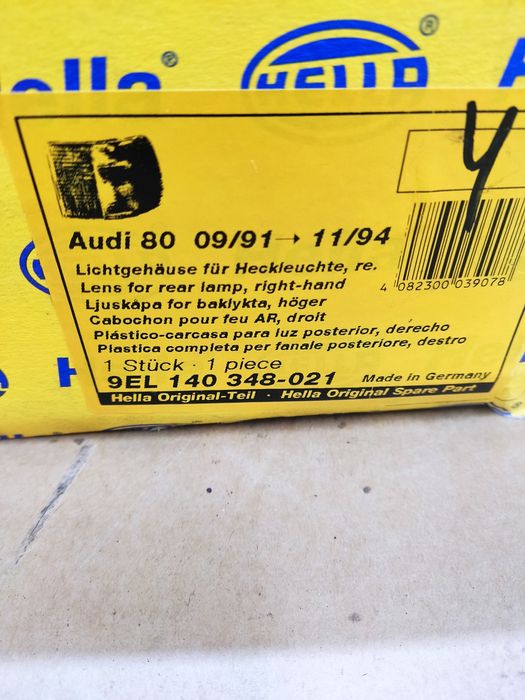 Hella®
HELLA®
Y
Audi 80 09/91 → 11/94
Lichtgehäuse für Heckleuchte, re.
Lens for rear lamp, right-hand
4 082300 039078
Ljuskåpa for baklykta, höger
Cabochon pour feu AR, droit
Plástico-carcasa para luz posterior, derecho
Plastica completa per fanale posteriore, destro
1 Stück · 1 piece
9EL 140 348-021 Made in Germany
Hella Original-Teil · Hella Original Spare Part